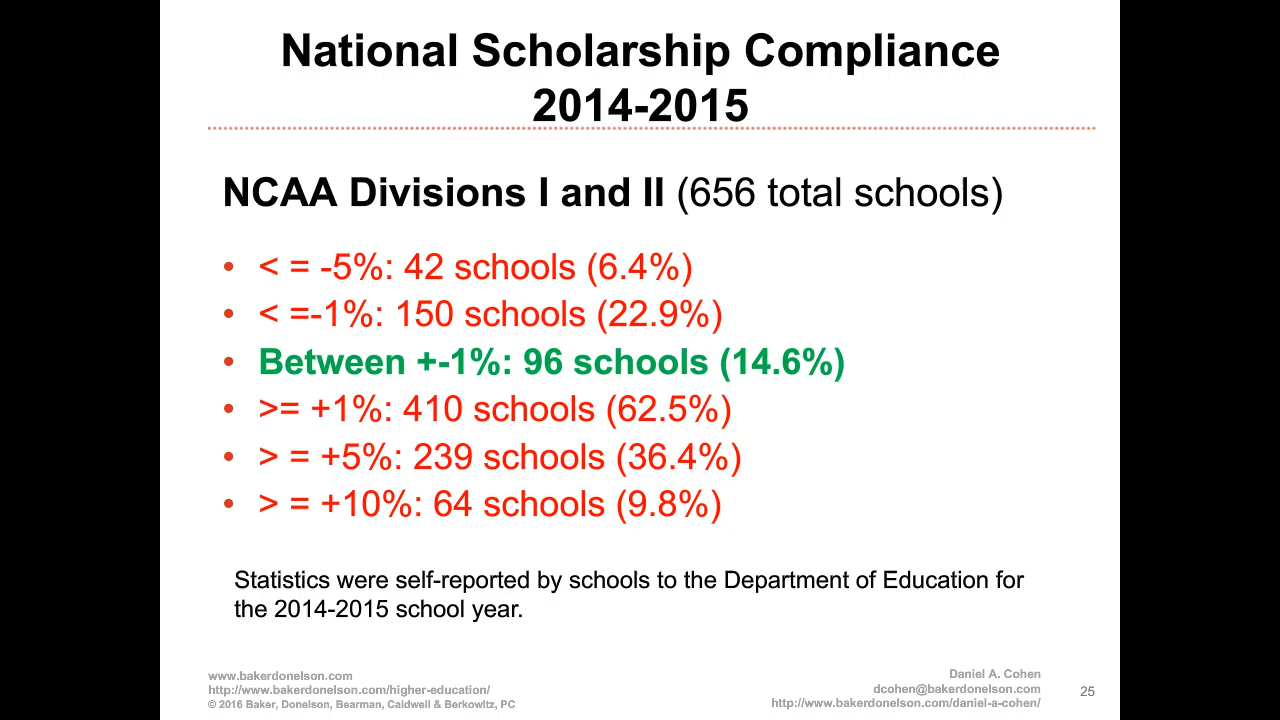 National Scholarship Compliance
2014-2015
NCAA Divisions I and II (656 total schools)
• < = -5%: 42 schools (6.4%)
• < =-1%: 150 schools (22.9%)
• Between +-1%: 96 schools (14.6%)
• >= +1%: 410 schools (62.5%)
• > = +5%: 239 schools (36.4%)
• > = +10%: 64 schools (9.8%)
Statistics were self-reported by schools to the Department of Education for
the 2014-2015 school year.
www.bakerdonelson.com
http://www.bakerdonelson.com/higher-education/
© 2016 Baker, Donelson, Bearman, Caldwell & Berkowitz, PC
Daniel A. Cohen
dcohen@bakerdonelson.com
http://www.bakerdonelson.com/daniel-a-cohen/
25